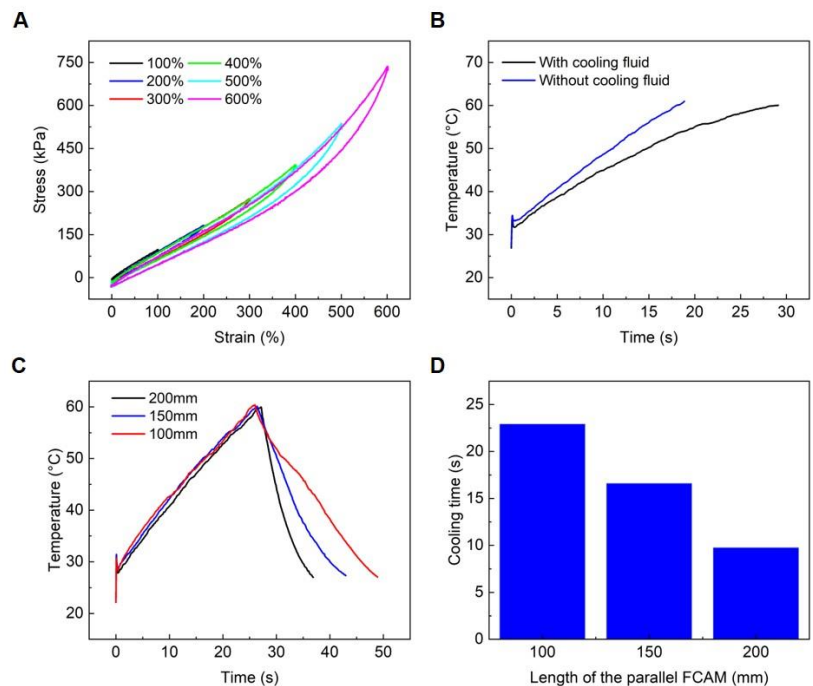 A
100% 400%
200% 500%
300% 600%
750
600
450
300
150
0
Stress (kPa)
0 100 200 300 400 500 600
Strain (%)
B
With cooling fluid
Without cooling fluid
70
60
50
40
30
20
Temperature (°C)
0 5 10 15 20 25 30
Time (s)
C
200mm
150mm
100mm
60
50
40
30
20
Temperature (°C)
0 10 20 30 40 50
Time (s)
D
25
20
15
10
5
0
Cooling time (s)
100 150 200
Length of the parallel FCAM (mm)